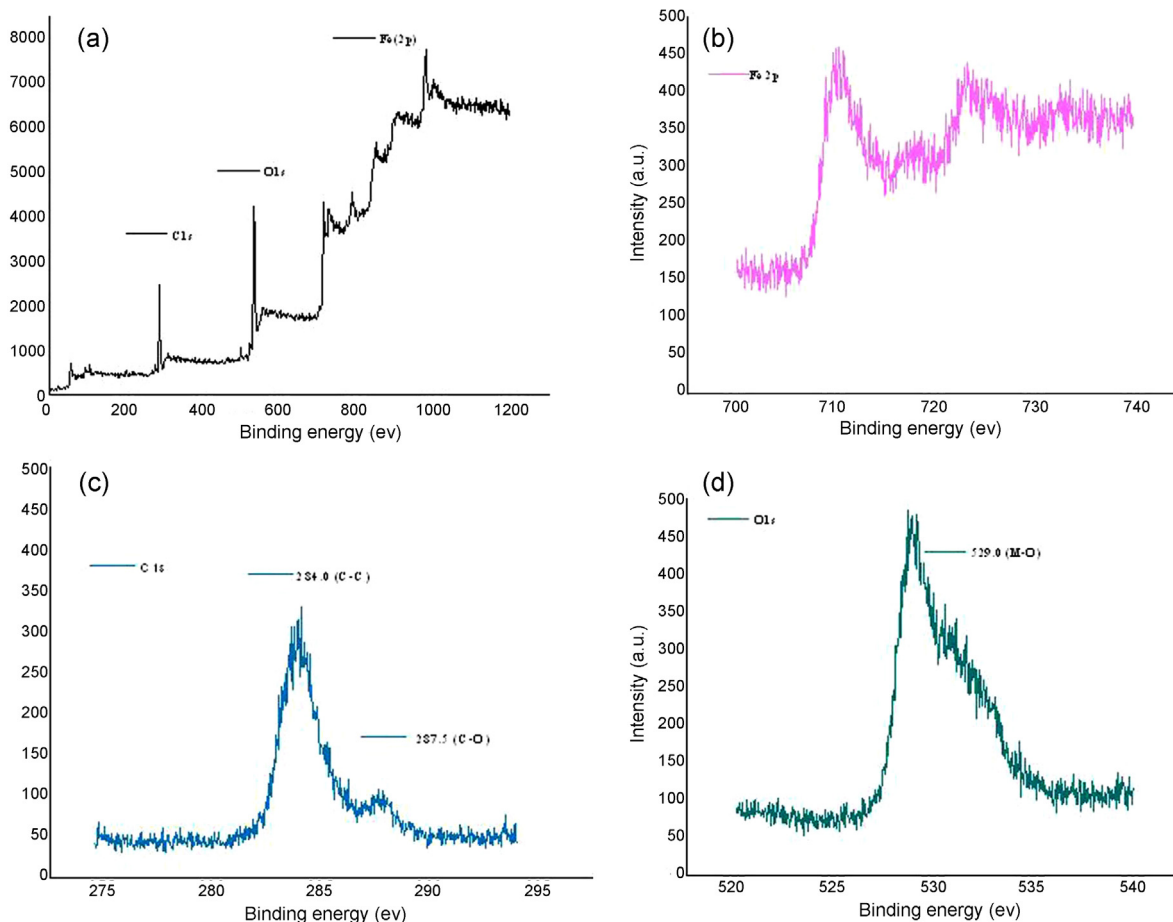 (a)
Fe(2p)
O1s
C1s
8000
7000
6000
5000
4000
3000
2000
1000
0
0 200 400 600 800 1000 1200
Binding energy (ev)
(b)
Fe 2p
Intensity (a.u.)
500
450
400
350
300
250
200
150
100
50
0
700 710 720 730 740
Binding energy (ev)
(c)
C 1s
284.0 (C-C)
287.5 (C-O)
500
450
400
350
300
250
200
150
100
50
0
275 280 285 290 295
Binding energy (ev)
(d)
O1s
529.0 (M-O)
Intensity (a.u.)
500
450
400
350
300
250
200
150
100
50
0
520 525 530 535 540
Binding energy (ev)